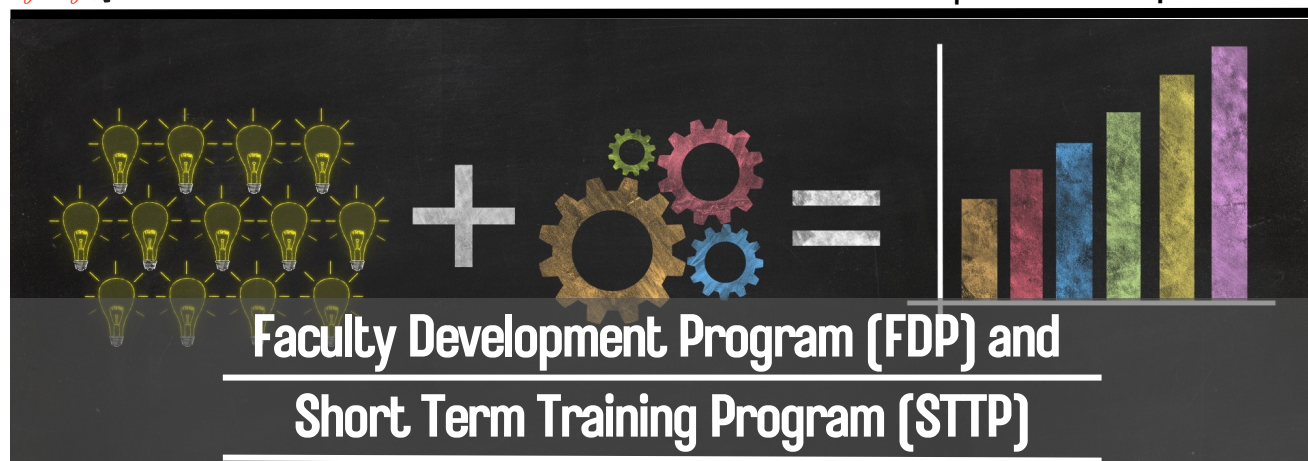 Faculty Development Program (FDP) and
Short Term Training Program (STTP)